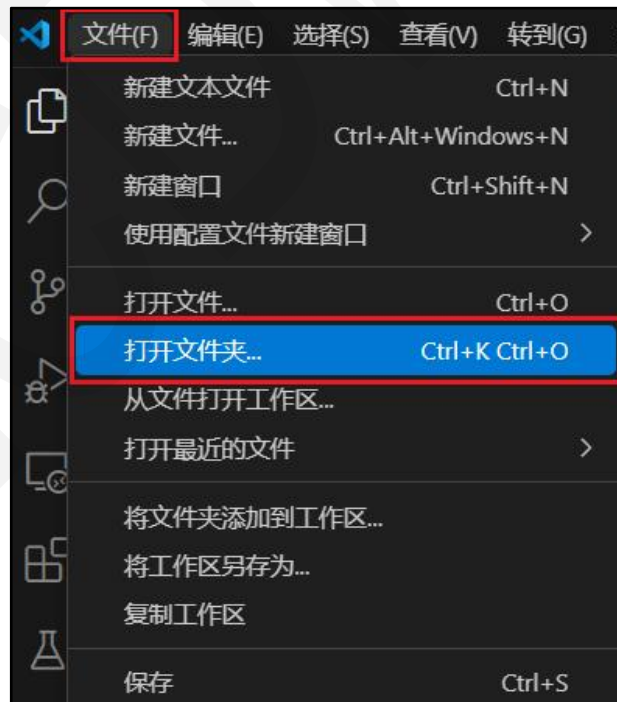 文件(F) 编辑(E) 选择(S) 查看(V) 转到(G)
新建文本文件 Ctrl+N
新建文件... Ctrl+Alt+Windows+N
新建窗口 Ctrl+Shift+N
使用配置文件新建窗口
打开文件... Ctrl+O
打开文件夹... Ctrl+K Ctrl+O
从文件打开工作区...
打开最近的文件
将文件夹添加到工作区...
将工作区另存为...
复制工作区
保存 Ctrl+S